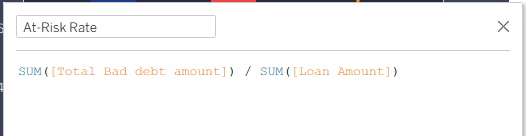 At-Risk Rate
SUM([Total Bad debt amount]) / SUM([Loan Amount])